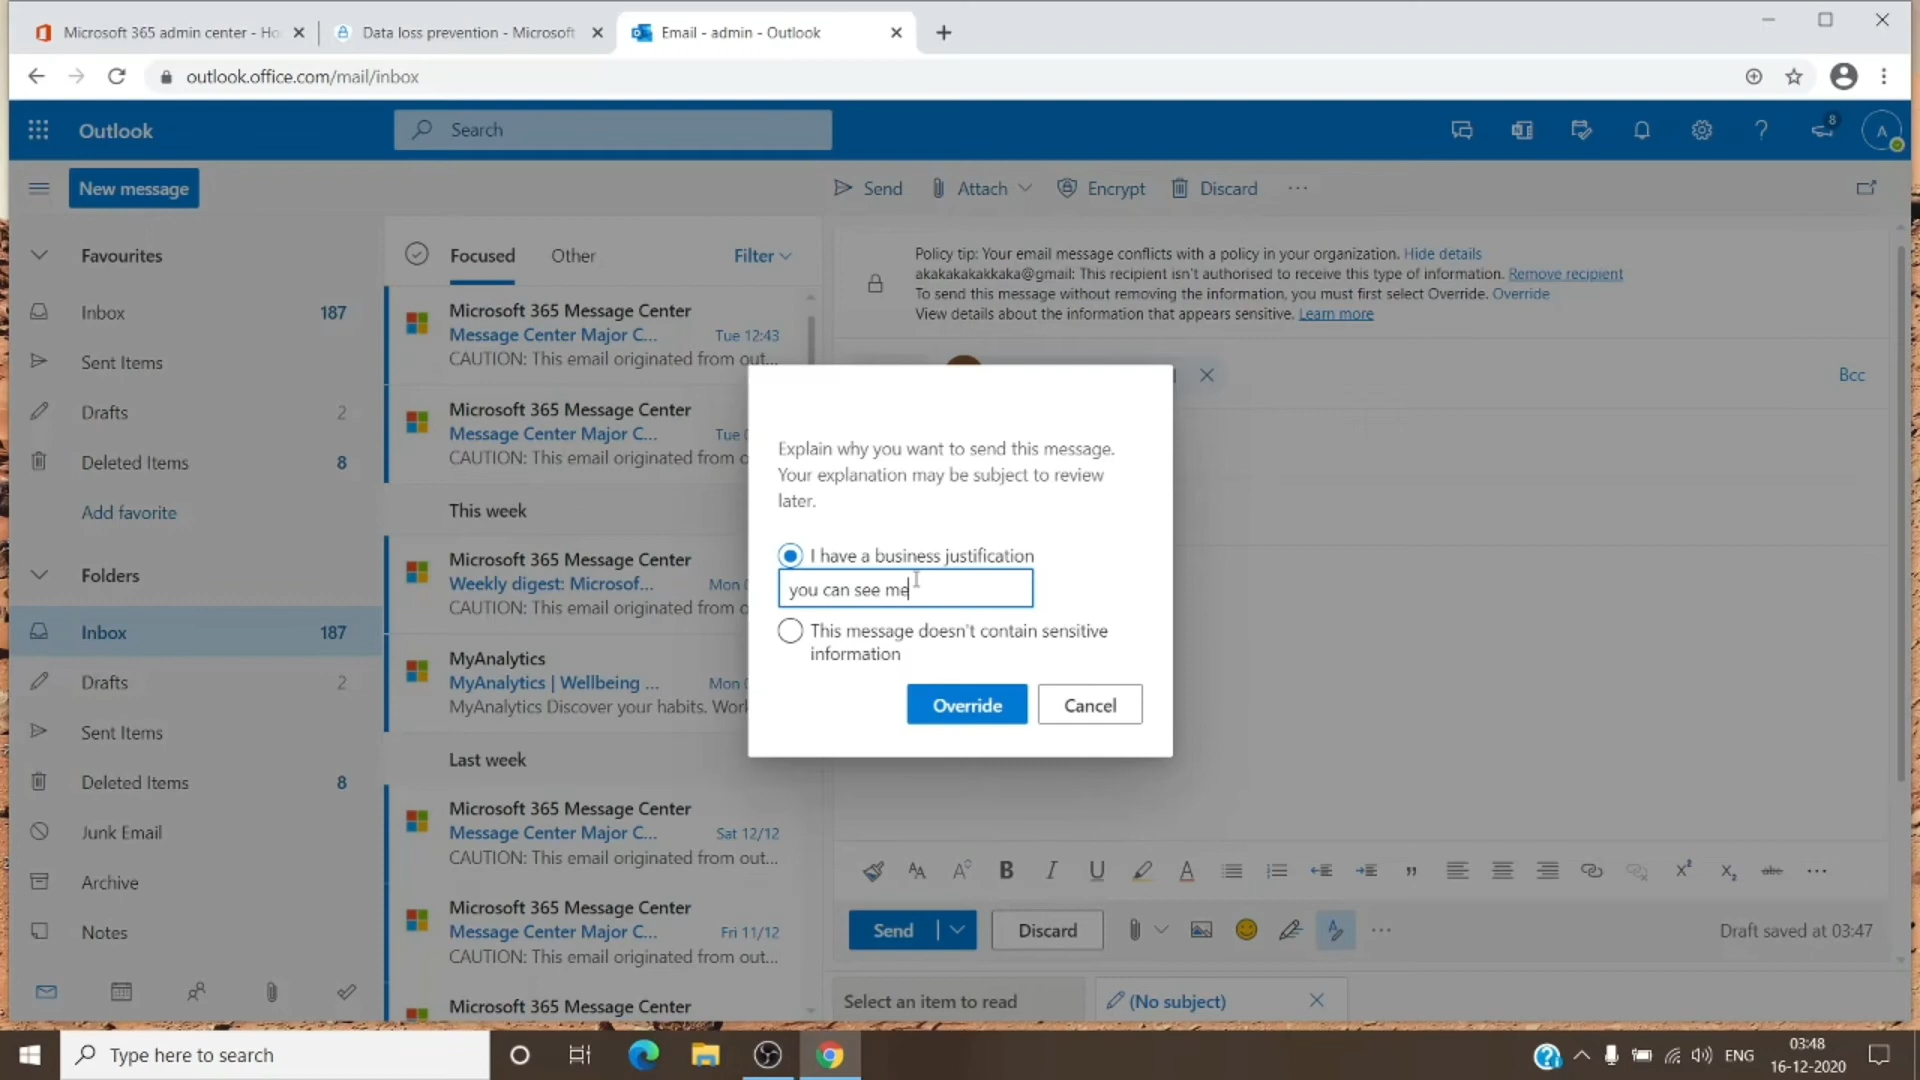 Microsoft 365 admin center - Ho
Data loss prevention - Microsoft
Email - admin - Outlook
outlook.office.com/mail/inbox
Outlook
Search
8
A
New message
Send
Attach
Encrypt
Discard
Favourites
Inbox 187
Sent Items
Drafts 2
Deleted Items 8
Add favorite
Folders
Inbox 187
Drafts 2
Sent Items
Deleted Items 8
Junk Email
Archive
Notes
Focused
Other
Filter
Microsoft 365 Message Center
Message Center Major C... Tue 12:43
CAUTION: This email originated from out...
Microsoft 365 Message Center
Message Center Major C... Tue
CAUTION: This email originated from o
This week
Microsoft 365 Message Center
Weekly digest: Microsof... Mon
CAUTION: This email originated from o
MyAnalytics
MyAnalytics | Wellbeing ... Mon
MyAnalytics Discover your habits. Work
Last week
Microsoft 365 Message Center
Message Center Major C... Sat 12/12
CAUTION: This email originated from out...
Microsoft 365 Message Center
Message Center Major C... Fri 11/12
CAUTION: This email originated from out...
Microsoft 365 Message Center
Policy tip: Your email message conflicts with a policy in your organization. Hide details
akakakakakkaka@gmail: This recipient isn't authorised to receive this type of information. Remove recipient
To send this message without removing the information, you must first select Override. Override
View details about the information that appears sensitive. Learn more
Bcc
Explain why you want to send this message.
Your explanation may be subject to review
later.
I have a business justification
you can see me
This message doesn't contain sensitive
information
Override
Cancel
Send
Discard
Draft saved at 03:47
Select an item to read
(No subject)
Type here to search
ENG
03:48
16-12-2020